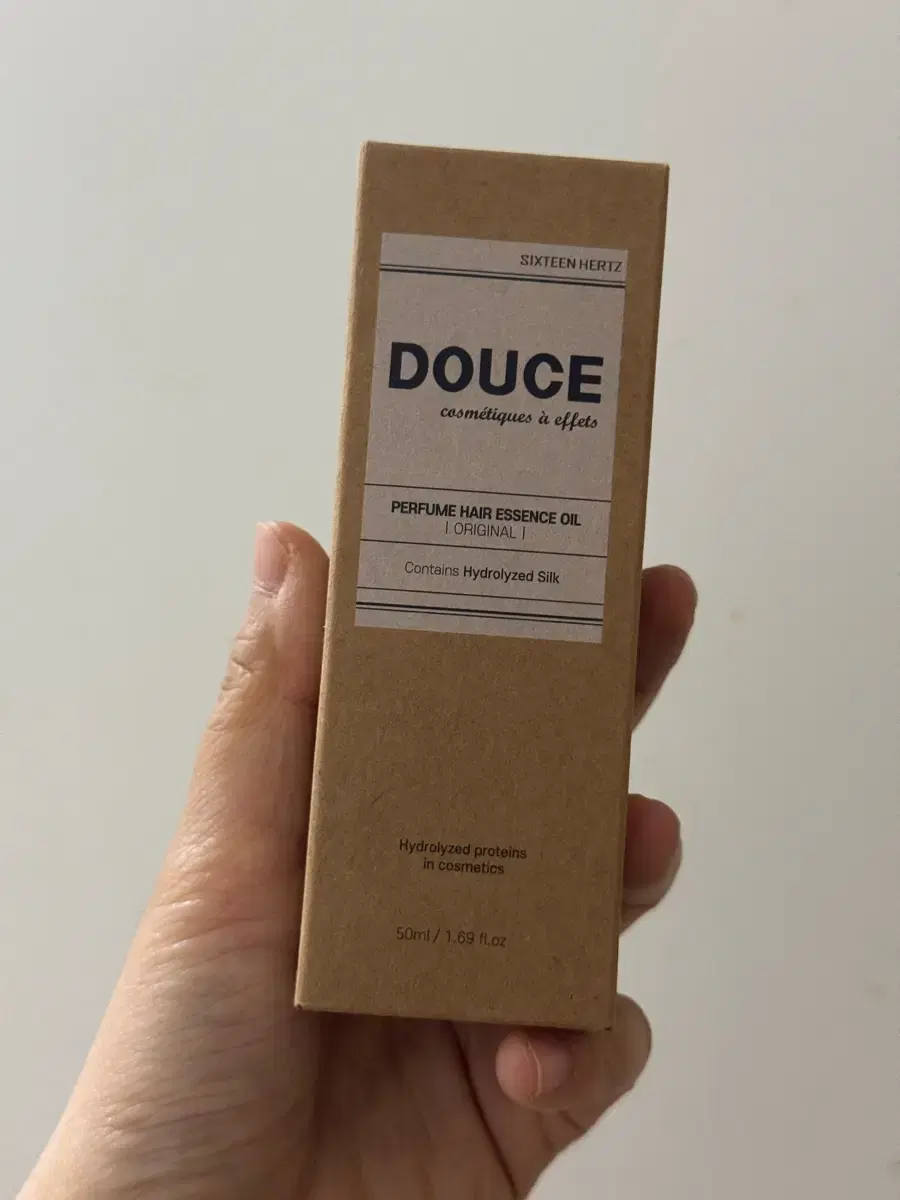 SIXTEEN HERTZ
DOUCE
cosmétiques à effets
PERFUME HAIR ESSENCE OIL
| ORIGINAL |
Contains Hydrolyzed Silk
Hydrolyzed proteins
in cosmetics
50ml / 1.69 fl.oz